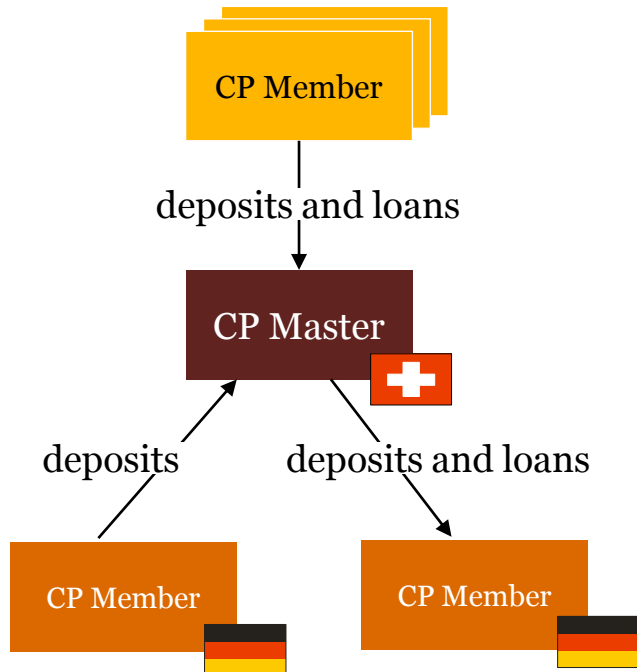 CP Member
deposits and loans
CP Master
deposits
deposits and loans
CP Member
CP Member